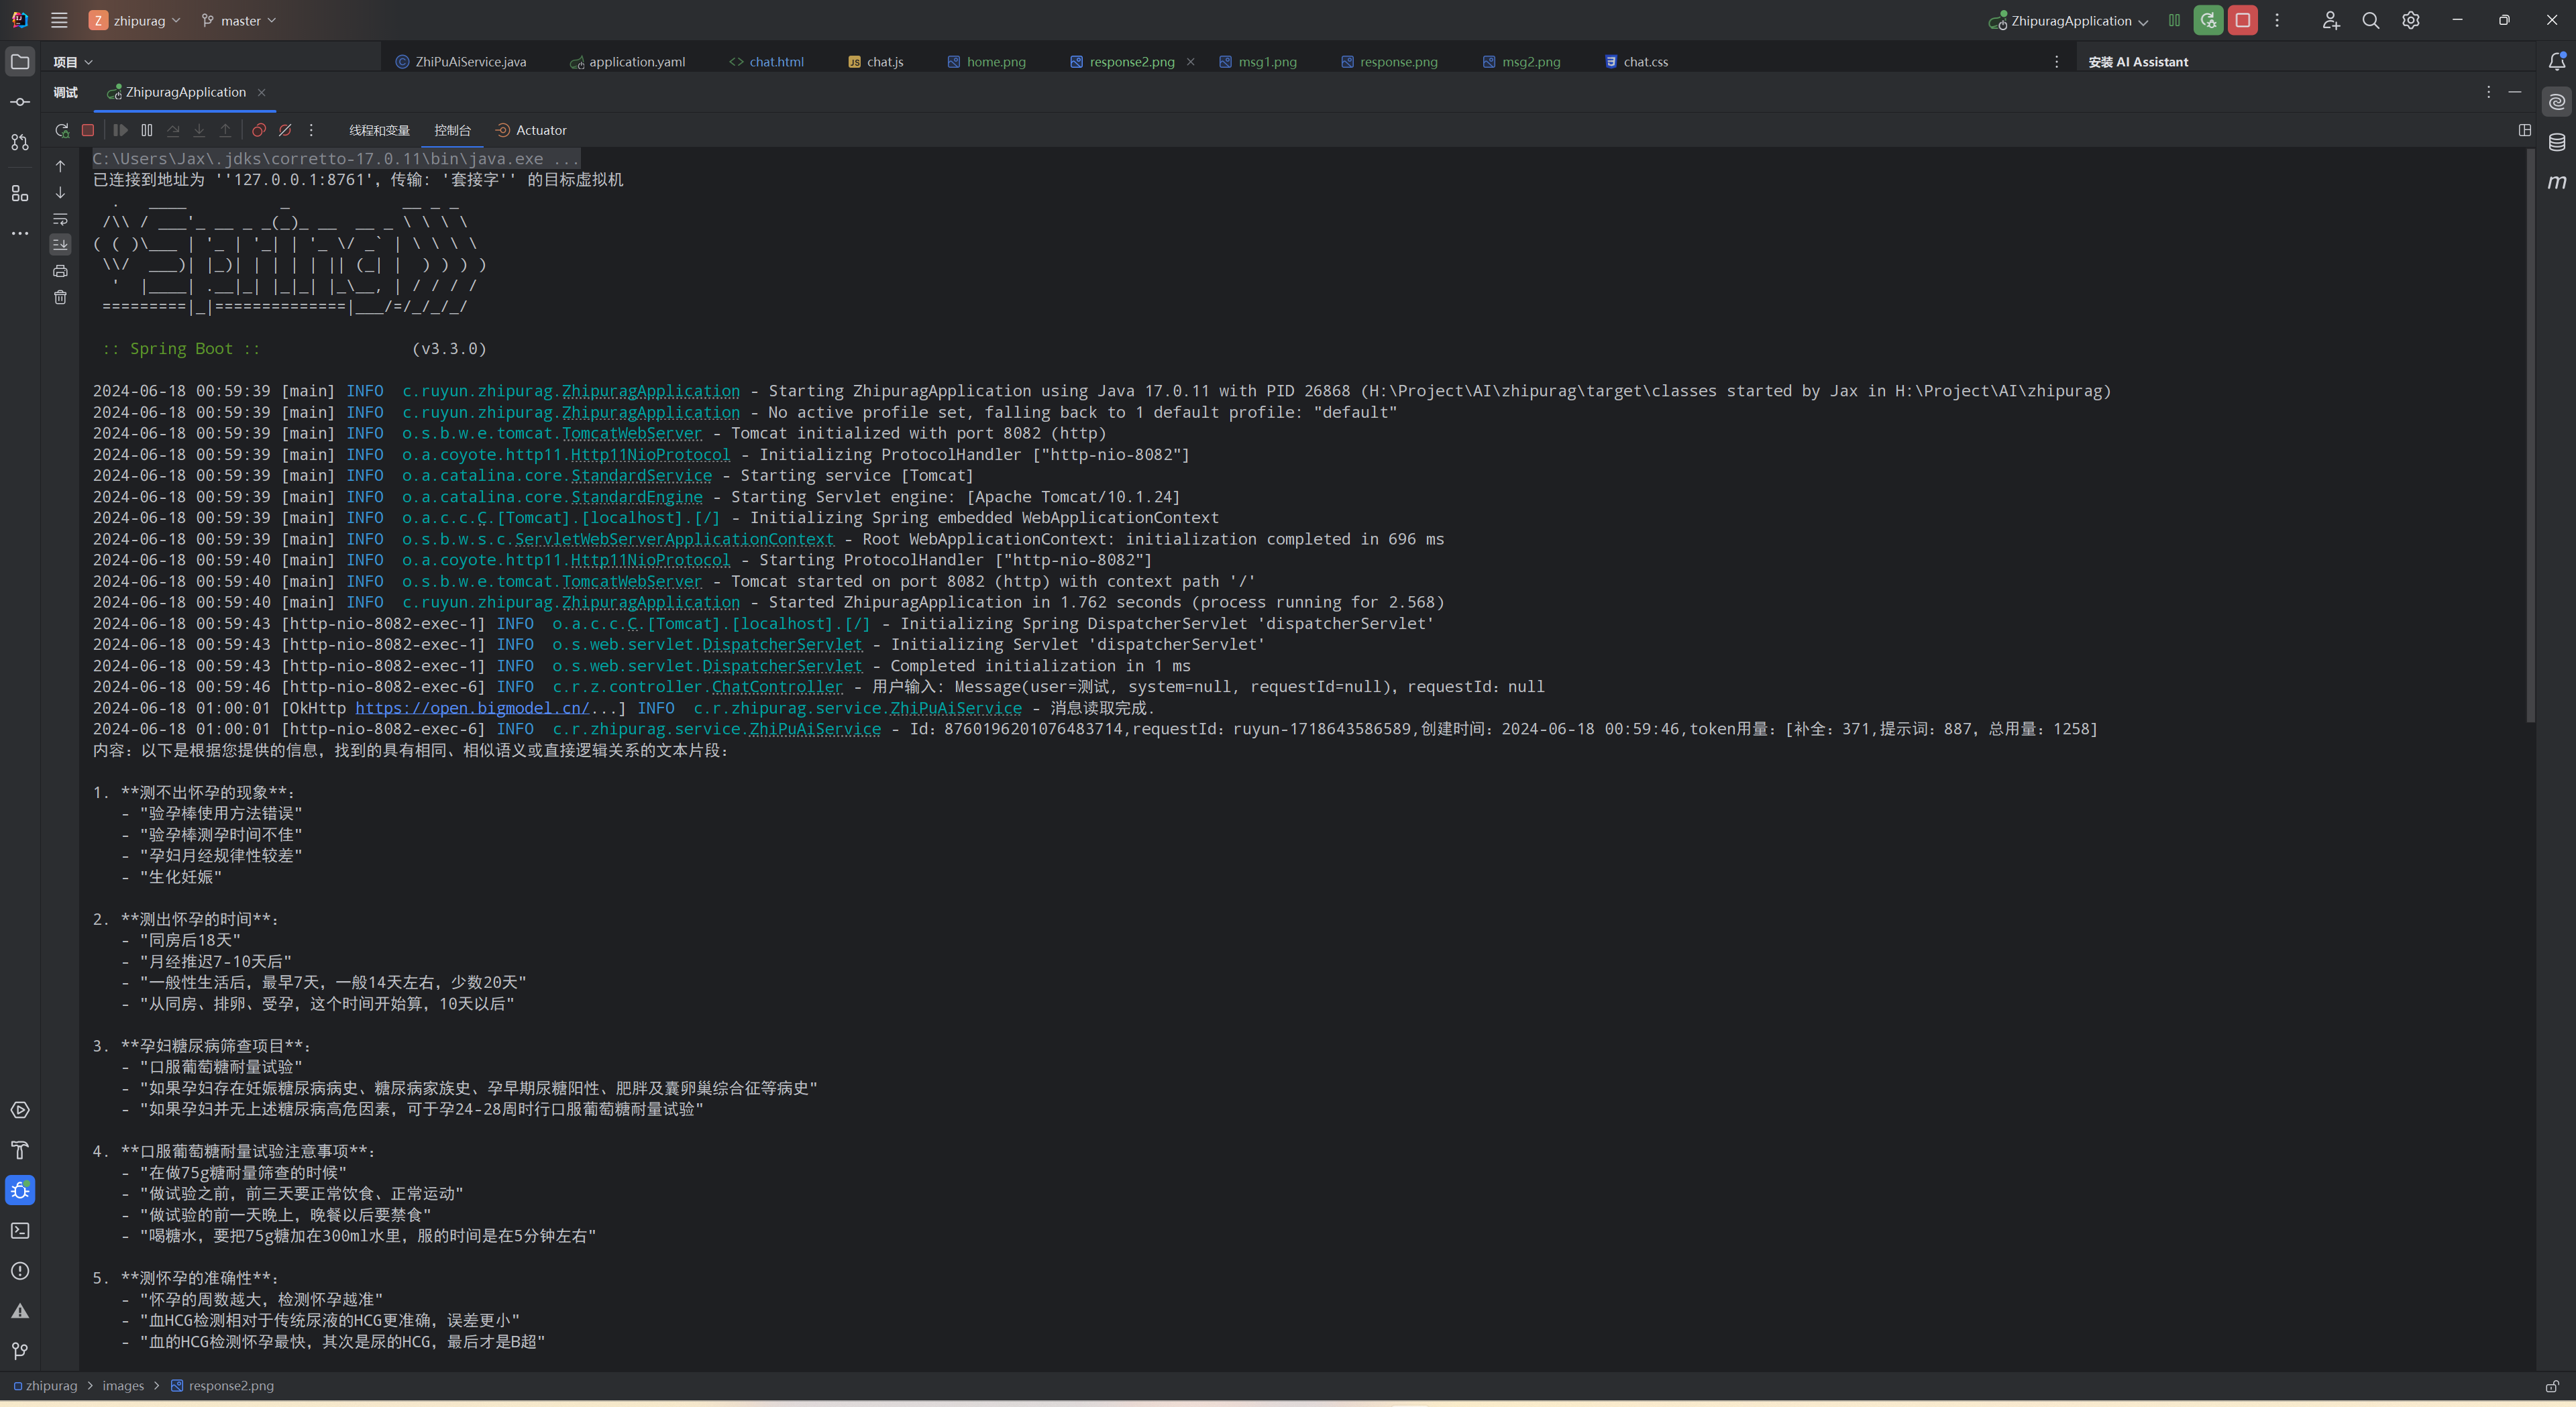 Z zhipurag master ZhipuragApplication
项目 ZhiPuAiService.java application.yaml <> chat.html JS chat.js home.png response2.png msg1.png response.png msg2.png chat.css 安装 AI Assistant
调试 ZhipuragApplication
线程和变量 控制台 Actuator
C:\Users\Jax\.jdks\corretto-17.0.11\bin\java.exe ...
已连接到地址为 ''127.0.0.1:8761', 传输: '套接字'' 的目标虚拟机
  .   ____          _            __ _ _
 /\\ / ___'_ __ _ _(_)_ __  __ _ \ \ \ \
( ( )\___ | '_ | '_| | '_ \/ _` | \ \ \ \
 \\/  ___)| |_)| | | | | || (_| |  ) ) ) )
  '  |____| .__|_| |_|_| |_\__, | / / / /
 =========|_|==============|___/=/_/_/_/
:: Spring Boot :: (v3.3.0)
2024-06-18 00:59:39 [main] INFO c.ruyun.zhipurag.ZhipuragApplication - Starting ZhipuragApplication using Java 17.0.11 with PID 26868 (H:\Project\AI\zhipurag\target\classes started by Jax in H:\Project\AI\zhipurag)
2024-06-18 00:59:39 [main] INFO c.ruyun.zhipurag.ZhipuragApplication - No active profile set, falling back to 1 default profile: "default"
2024-06-18 00:59:39 [main] INFO o.s.b.w.e.tomcat.TomcatWebServer - Tomcat initialized with port 8082 (http)
2024-06-18 00:59:39 [main] INFO o.a.coyote.http11.Http11NioProtocol - Initializing ProtocolHandler ["http-nio-8082"]
2024-06-18 00:59:39 [main] INFO o.a.catalina.core.StandardService - Starting service [Tomcat]
2024-06-18 00:59:39 [main] INFO o.a.catalina.core.StandardEngine - Starting Servlet engine: [Apache Tomcat/10.1.24]
2024-06-18 00:59:39 [main] INFO o.a.c.c.C.[Tomcat].[localhost].[/] - Initializing Spring embedded WebApplicationContext
2024-06-18 00:59:39 [main] INFO o.s.b.w.s.c.ServletWebServerApplicationContext - Root WebApplicationContext: initialization completed in 696 ms
2024-06-18 00:59:40 [main] INFO o.a.coyote.http11.Http11NioProtocol - Starting ProtocolHandler ["http-nio-8082"]
2024-06-18 00:59:40 [main] INFO o.s.b.w.e.tomcat.TomcatWebServer - Tomcat started on port 8082 (http) with context path '/'
2024-06-18 00:59:40 [main] INFO c.ruyun.zhipurag.ZhipuragApplication - Started ZhipuragApplication in 1.762 seconds (process running for 2.568)
2024-06-18 00:59:43 [http-nio-8082-exec-1] INFO o.a.c.c.C.[Tomcat].[localhost].[/] - Initializing Spring DispatcherServlet 'dispatcherServlet'
2024-06-18 00:59:43 [http-nio-8082-exec-1] INFO o.s.web.servlet.DispatcherServlet - Initializing Servlet 'dispatcherServlet'
2024-06-18 00:59:43 [http-nio-8082-exec-1] INFO o.s.web.servlet.DispatcherServlet - Completed initialization in 1 ms
2024-06-18 00:59:46 [http-nio-8082-exec-6] INFO c.r.z.controller.ChatController - 用户输入: Message(user=测试, system=null, requestId=null), requestId: null
2024-06-18 01:00:01 [OkHttp https://open.bigmodel.cn/...] INFO c.r.zhipurag.service.ZhiPuAiService - 消息读取完成.
2024-06-18 01:00:01 [http-nio-8082-exec-6] INFO c.r.zhipurag.service.ZhiPuAiService - Id: 8760196201076483714,requestId: ruyun-1718643586589,创建时间: 2024-06-18 00:59:46,token用量: [补全: 371,提示词: 887, 总用量: 1258]
内容: 以下是根据您提供的信息，找到的具有相同、相似语义或直接逻辑关系的文本片段:
1. **测不出怀孕的现象**:
- "验孕棒使用方法错误"
- "验孕棒测孕时间不佳"
- "孕妇月经规律性较差"
- "生化妊娠"
2. **测出怀孕的时间**:
- "同房后18天"
- "月经推迟7-10天后"
- "一般性生活后，最早7天，一般14天左右，少数20天"
- "从同房、排卵、受孕，这个时间开始算，10天以后"
3. **孕妇糖尿病筛查项目**:
- "口服葡萄糖耐量试验"
- "如果孕妇存在妊娠糖尿病病史、糖尿病家族史、孕早期尿糖阳性、肥胖及囊卵巢综合征等病史"
- "如果孕妇并无上述糖尿病高危因素，可于孕24-28周时行口服葡萄糖耐量试验"
4. **口服葡萄糖耐量试验注意事项**:
- "在做75g糖耐量筛查的时候"
- "做试验之前，前三天要正常饮食、正常运动"
- "做试验的前一天晚上，晚餐以后要禁食"
- "喝糖水，要把75g糖加在300ml水里，服的时间是在5分钟左右"
5. **测怀孕的准确性**:
- "怀孕的周数越大，检测怀孕越准"
- "血HCG检测相对于传统尿液的HCG更准确，误差更小"
- "血的HCG检测怀孕最快，其次是尿的HCG，最后才是B超"
zhipurag > images > response2.png